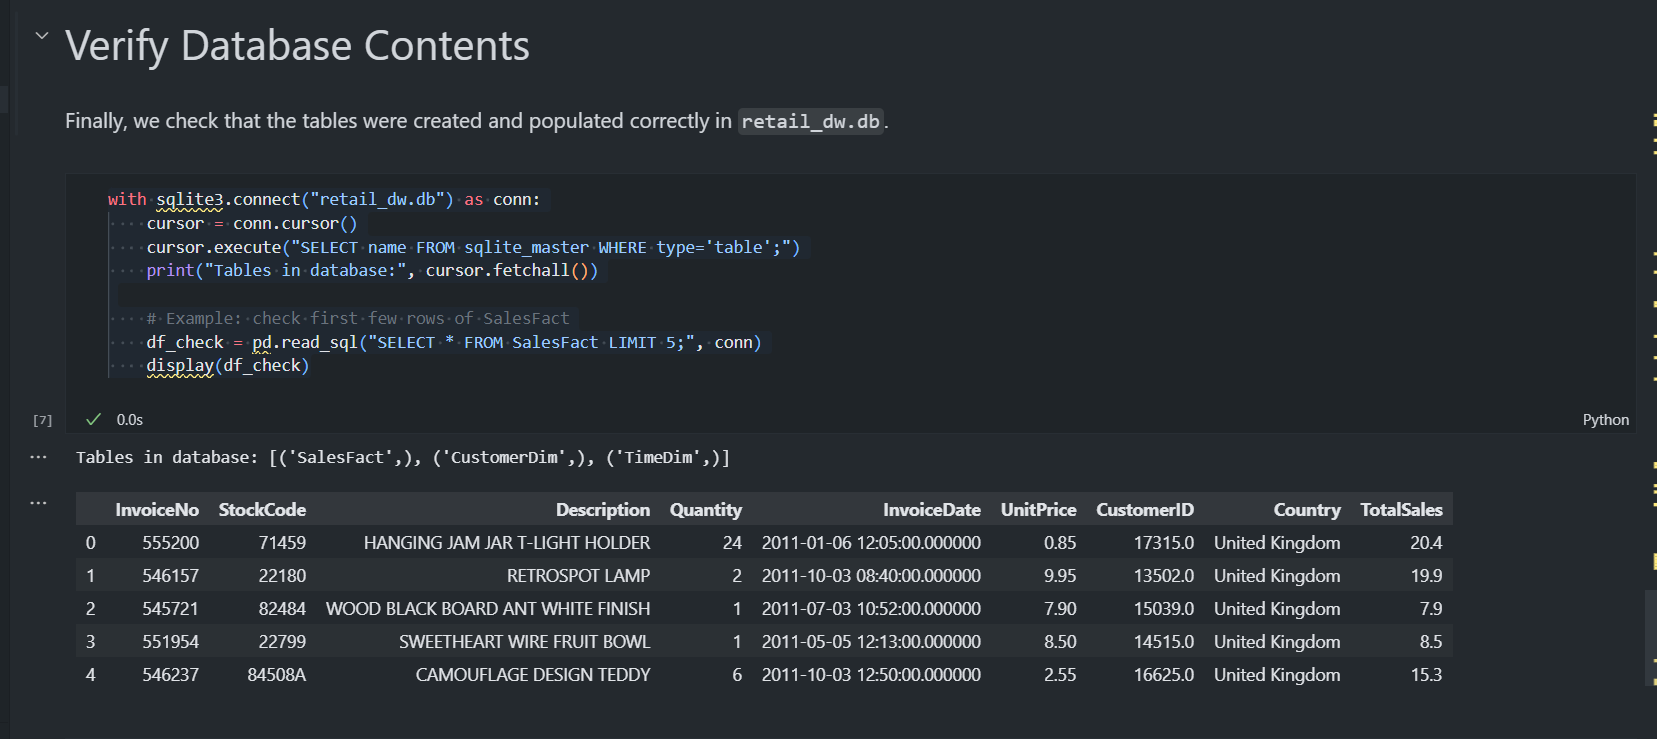 Verify Database Contents
Finally, we check that the tables were created and populated correctly in retail_dw.db.
with sqlite3.connect("retail_dw.db") as conn:
    cursor = conn.cursor()
    cursor.execute("SELECT name FROM sqlite_master WHERE type='table';")
    print("Tables in database:", cursor.fetchall())
    # Example: check first few rows of SalesFact
    df_check = pd.read_sql("SELECT * FROM SalesFact LIMIT 5;", conn)
    display(df_check)
[7] 0.0s Python
Tables in database: [('SalesFact',), ('CustomerDim',), ('TimeDim',)]
InvoiceNo StockCode Description Quantity InvoiceDate UnitPrice CustomerID Country TotalSales
0 555200 71459 HANGING JAM JAR T-LIGHT HOLDER 24 2011-01-06 12:05:00.000000 0.85 17315.0 United Kingdom 20.4
1 546157 22180 RETROSPOT LAMP 2 2011-10-03 08:40:00.000000 9.95 13502.0 United Kingdom 19.9
2 545721 82484 WOOD BLACK BOARD ANT WHITE FINISH 1 2011-07-03 10:52:00.000000 7.90 15039.0 United Kingdom 7.9
3 551954 22799 SWEETHEART WIRE FRUIT BOWL 1 2011-05-05 12:13:00.000000 8.50 14515.0 United Kingdom 8.5
4 546237 84508A CAMOUFLAGE DESIGN TEDDY 6 2011-10-03 12:50:00.000000 2.55 16625.0 United Kingdom 15.3